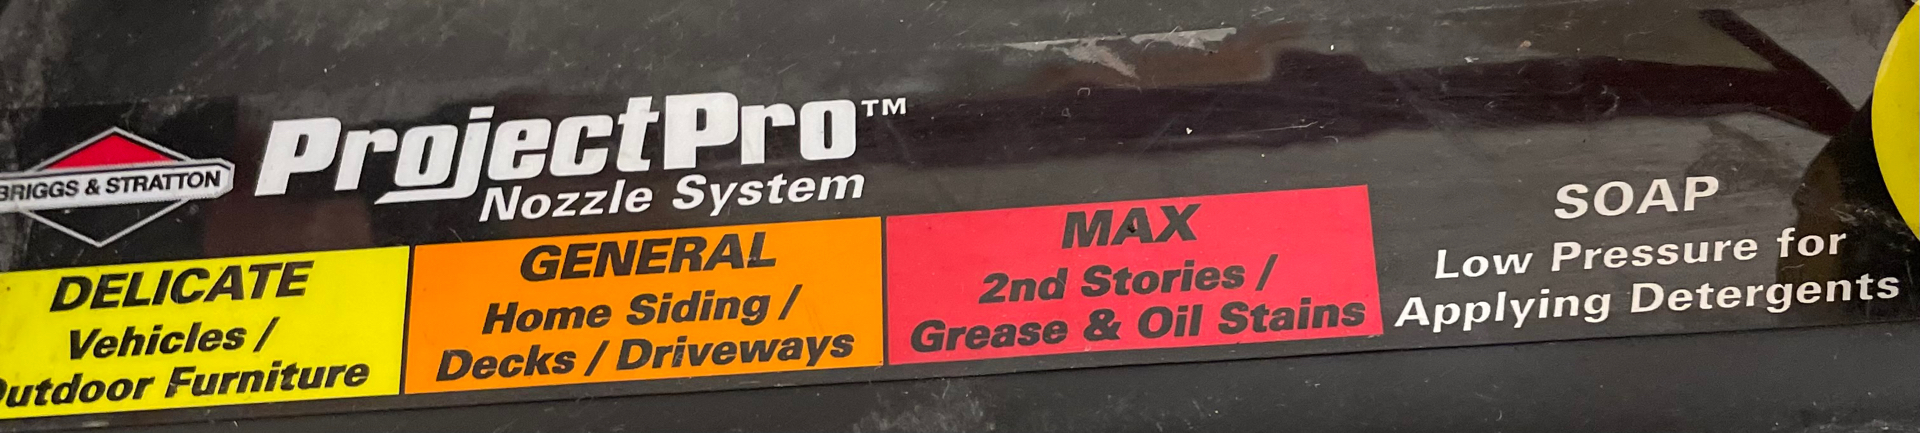 BRIGGS & STRATTON
ProjectPro™
Nozzle System
DELICATE
Vehicles /
Outdoor Furniture
GENERAL
Home Siding /
Decks / Driveways
MAX
2nd Stories /
Grease & Oil Stains
SOAP
Low Pressure for
Applying Detergents